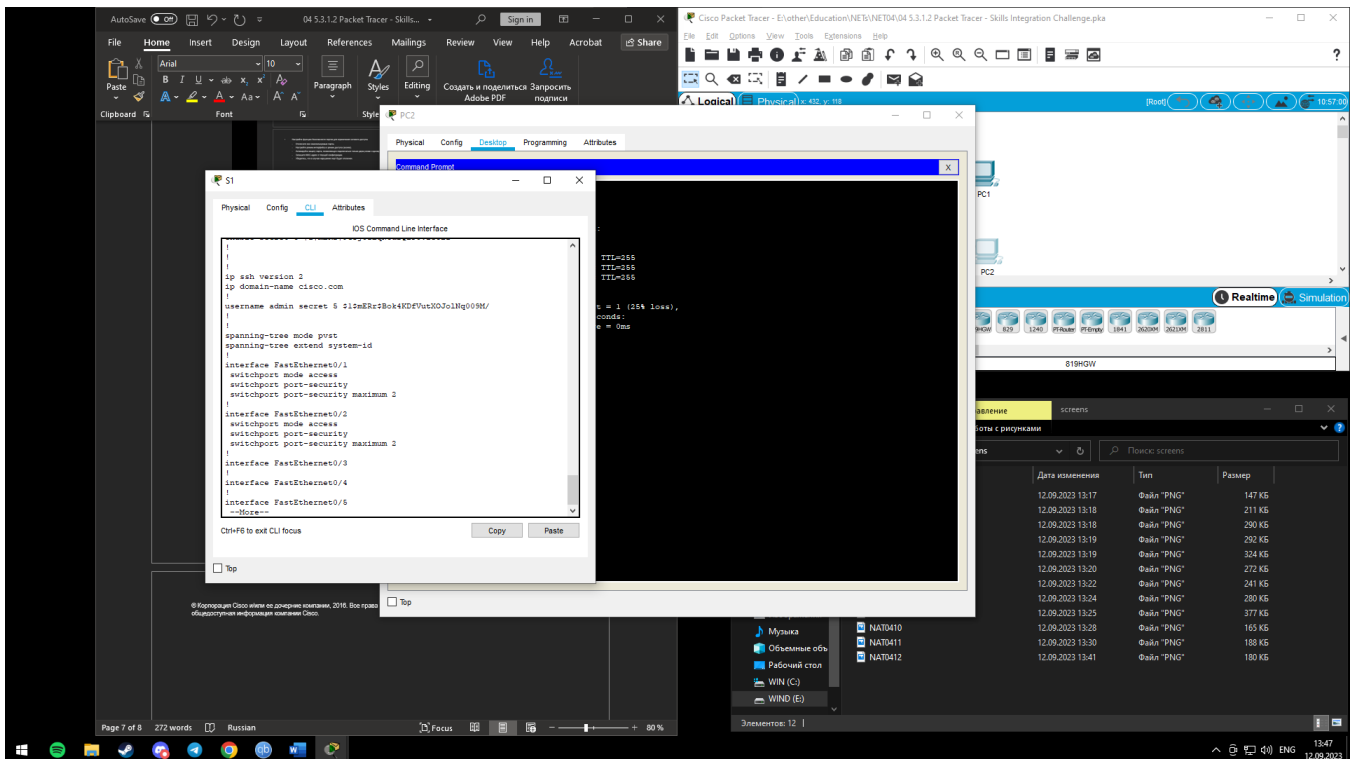 AutoSave
04 5.3.1.2 Packet Tracer - Skills...
Sign in
File Home Insert Design Layout References Mailings Review View Help Acrobat Share
Paste
Arial
10
Paragraph
Styles
Editing
Создать и поделиться
Adobe PDF
Запросить
подписи
Clipboard
Font
Style
Cisco Packet Tracer - E:\other\Education\NETs\NET04\04 5.3.1.2 Packet Tracer - Skills Integration Challenge.pka
File Edit Options View Tools Extensions Help
?
Logical
Physical
x: 432, y: 118
[Root]
10:57:00
PC1
PC2
Realtime
Simulation
829
1240
PT-Router
PT-Empty
1841
2620XM
2621XM
2811
819HGW
PC2
Physical Config Desktop Programming Attributes
Command Prompt
X
TTL=255
TTL=255
TTL=255
t = 1 (25% loss),
conds:
e = 0ms
Top
S1
Physical Config CLI Attributes
IOS Command Line Interface
!
!
!
ip ssh version 2
ip domain-name cisco.com
!
username admin secret 5 $1$mERr$Bok4KDfVutXOJolNq009M/
!
!
spanning-tree mode pvst
spanning-tree extend system-id
!
interface FastEthernet0/1
switchport mode access
switchport port-security
switchport port-security maximum 2
!
interface FastEthernet0/2
switchport mode access
switchport port-security
switchport port-security maximum 2
!
interface FastEthernet0/3
!
interface FastEthernet0/4
!
interface FastEthernet0/5
--More--
Ctrl+F6 to exit CLI focus
Copy
Paste
Top
© Корпорация Cisco и/или ее дочерние компании, 2016. Все права
общедоступная информация компании Cisco.
Page 7 of 8 272 words Russian
Focus
80 %
авление
screens
боты с рисунками
ens
Поиск: screens
Дата изменения Тип Размер
12.09.2023 13:17 Файл "PNG" 147 КБ
12.09.2023 13:18 Файл "PNG" 211 КБ
12.09.2023 13:18 Файл "PNG" 290 КБ
12.09.2023 13:19 Файл "PNG" 292 КБ
12.09.2023 13:19 Файл "PNG" 324 КБ
12.09.2023 13:20 Файл "PNG" 272 КБ
12.09.2023 13:22 Файл "PNG" 241 КБ
12.09.2023 13:24 Файл "PNG" 280 КБ
12.09.2023 13:25 Файл "PNG" 377 КБ
NAT0410 12.09.2023 13:28 Файл "PNG" 165 КБ
NAT0411 12.09.2023 13:30 Файл "PNG" 188 КБ
NAT0412 12.09.2023 13:41 Файл "PNG" 180 КБ
Музыка
Объемные объ
Рабочий стол
WIN (C:)
WIND (E:)
Элементов: 12
ENG
13:47
12.09.2023